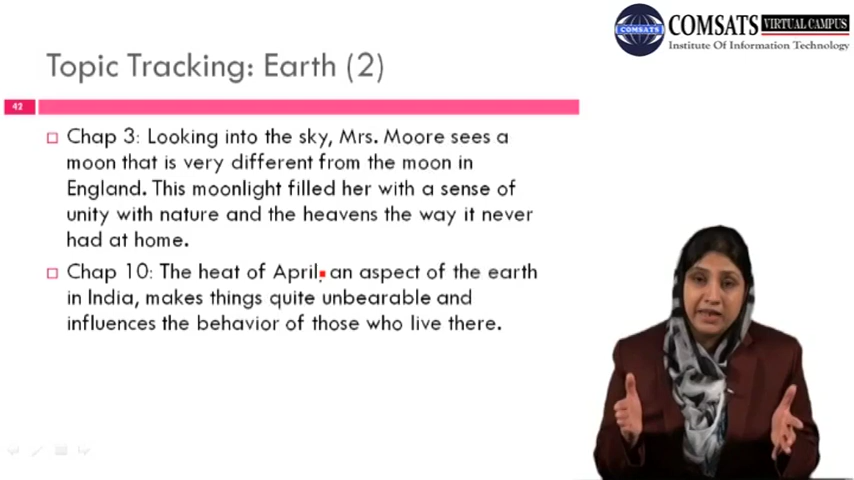 COMSATS VIRTUAL CAMPUS
COMSATS
Institute Of Information Technology
Topic Tracking: Earth (2)
42
Chap 3: Looking into the sky, Mrs. Moore sees a
moon that is very different from the moon in
England. This moonlight filled her with a sense of
unity with nature and the heavens the way it never
had at home.
Chap 10: The heat of April, an aspect of the earth
in India, makes things quite unbearable and
influences the behavior of those who live there.